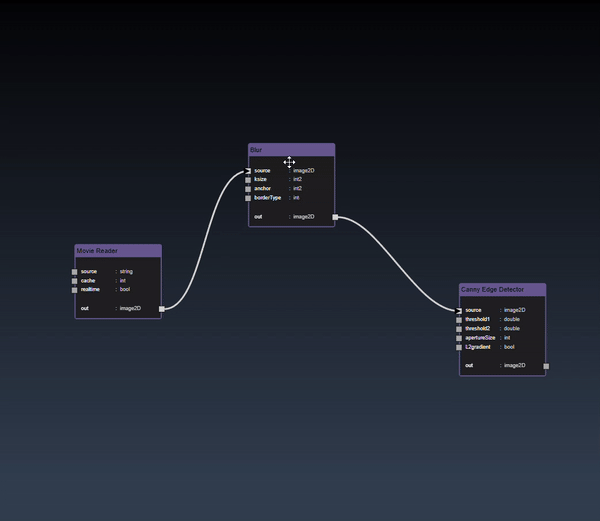 Blur
source : image2D
ksize : int2
anchor : int2
borderType : int
out : image2D
Movie Reader
source : string
cache : int
realtime : bool
out : image2D
Canny Edge Detector
source : image2D
threshold1 : double
threshold2 : double
apertureSize : int
L2gradient : bool
out : image2D